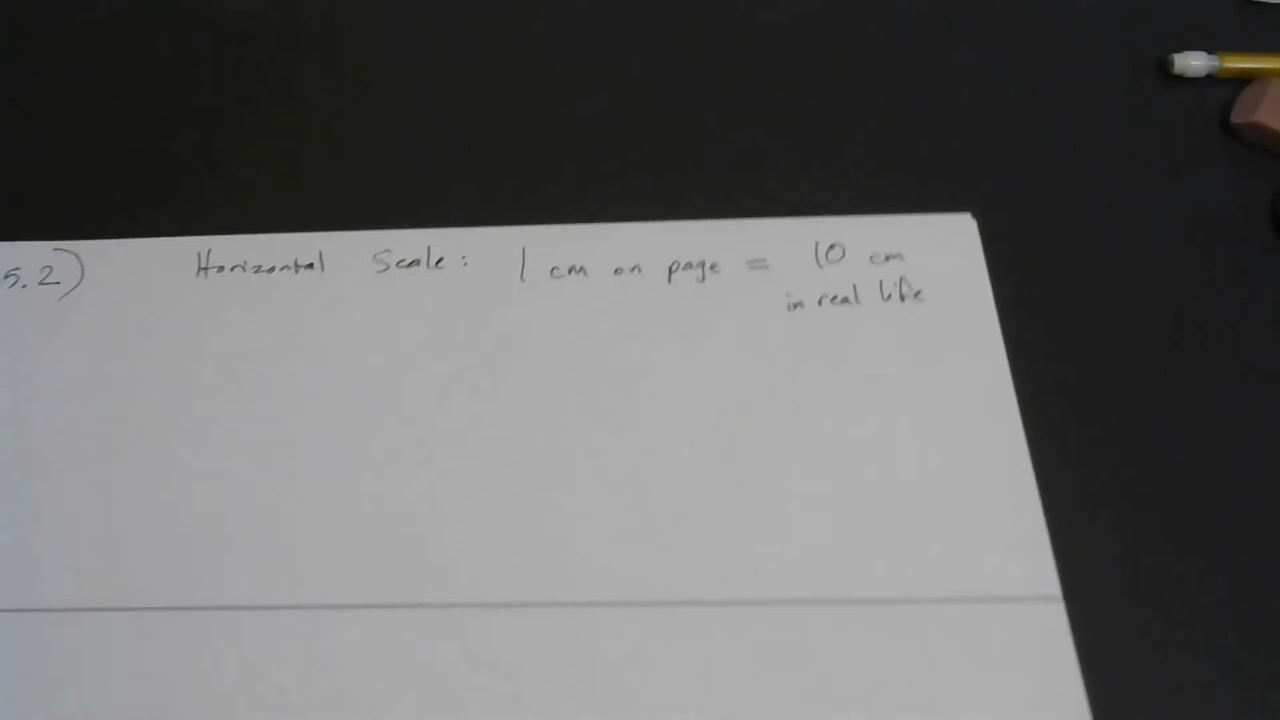 5.2) Horizontal Scale: 1 cm on page = 10 cm
in real life